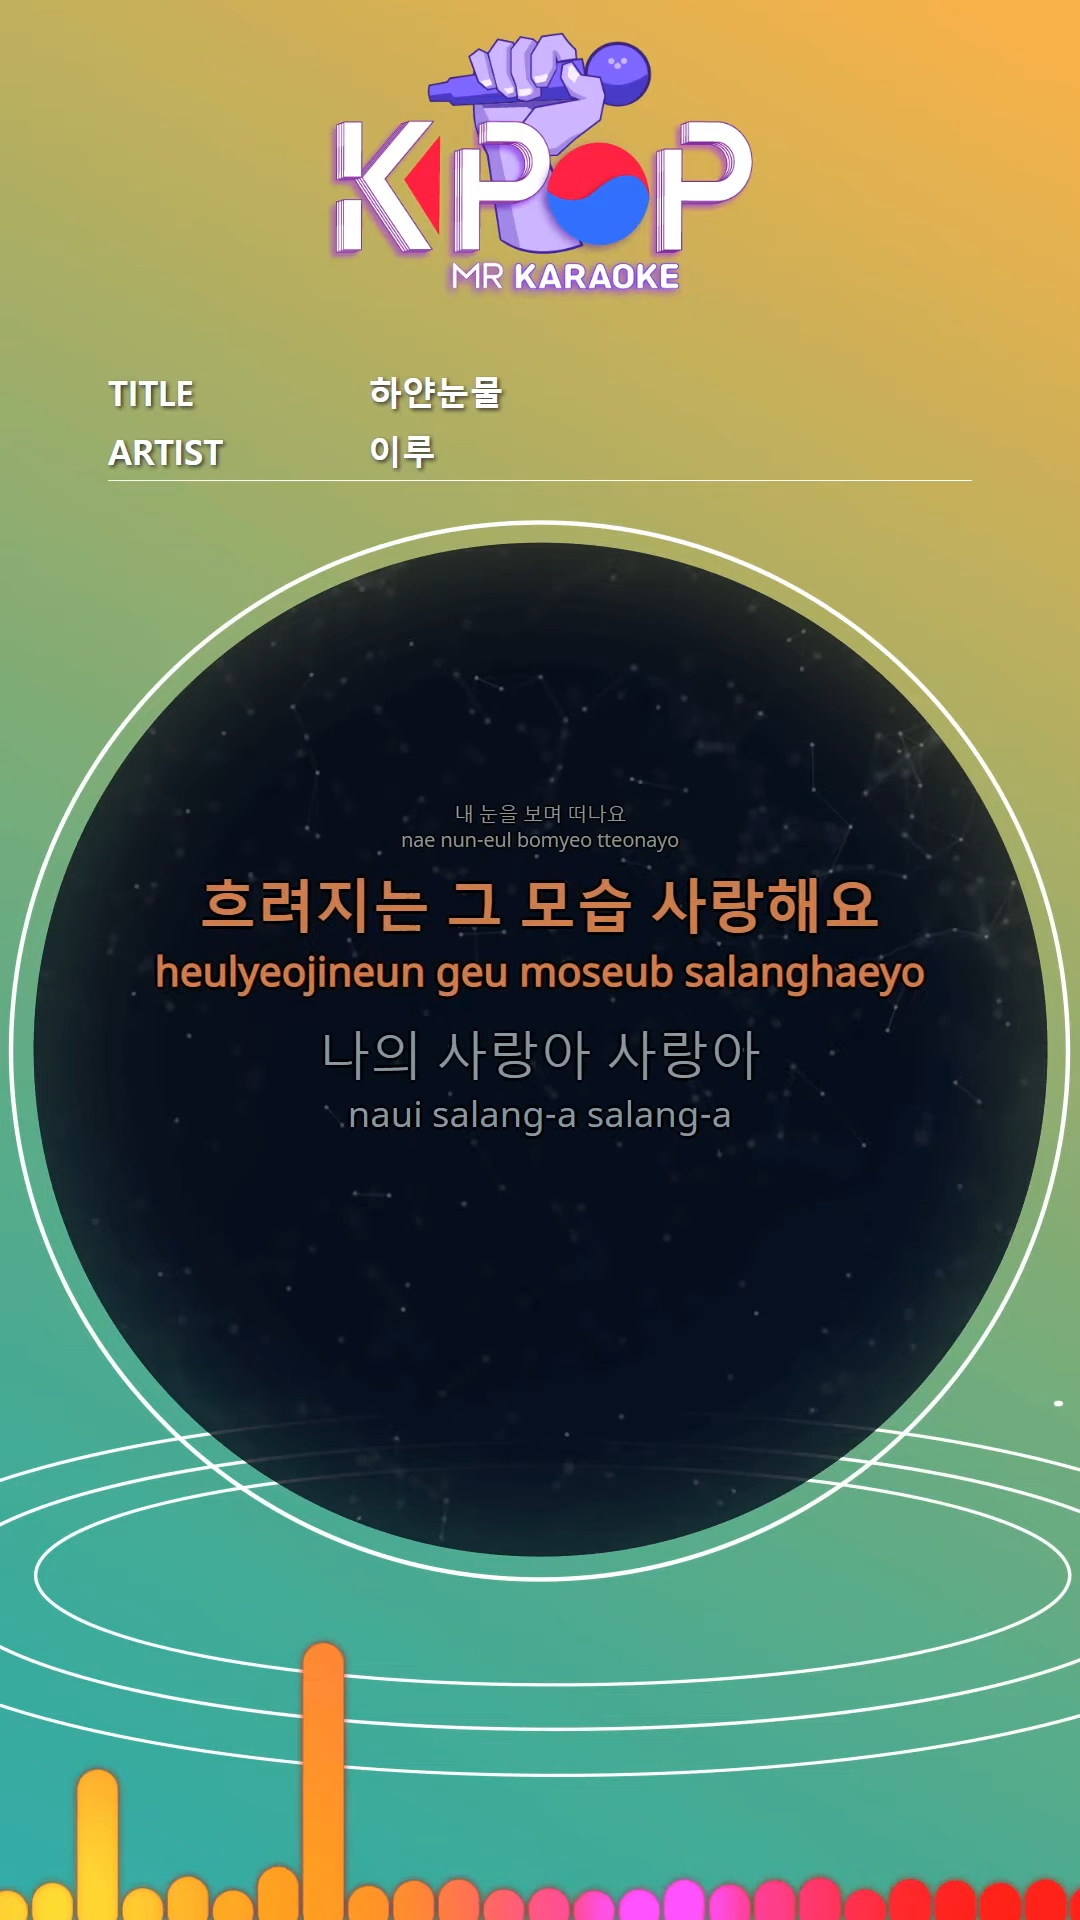 KPOP
MR KARAOKE
TITLE 하얀눈물
ARTIST 이루
내 눈을 보며 떠나요
nae nun-eul bomyeo tteonayo
흐려지는 그 모습 사랑해요
heulyeojineun geu moseub salanghaeyo
나의 사랑아 사랑아
naui salang-a salang-a